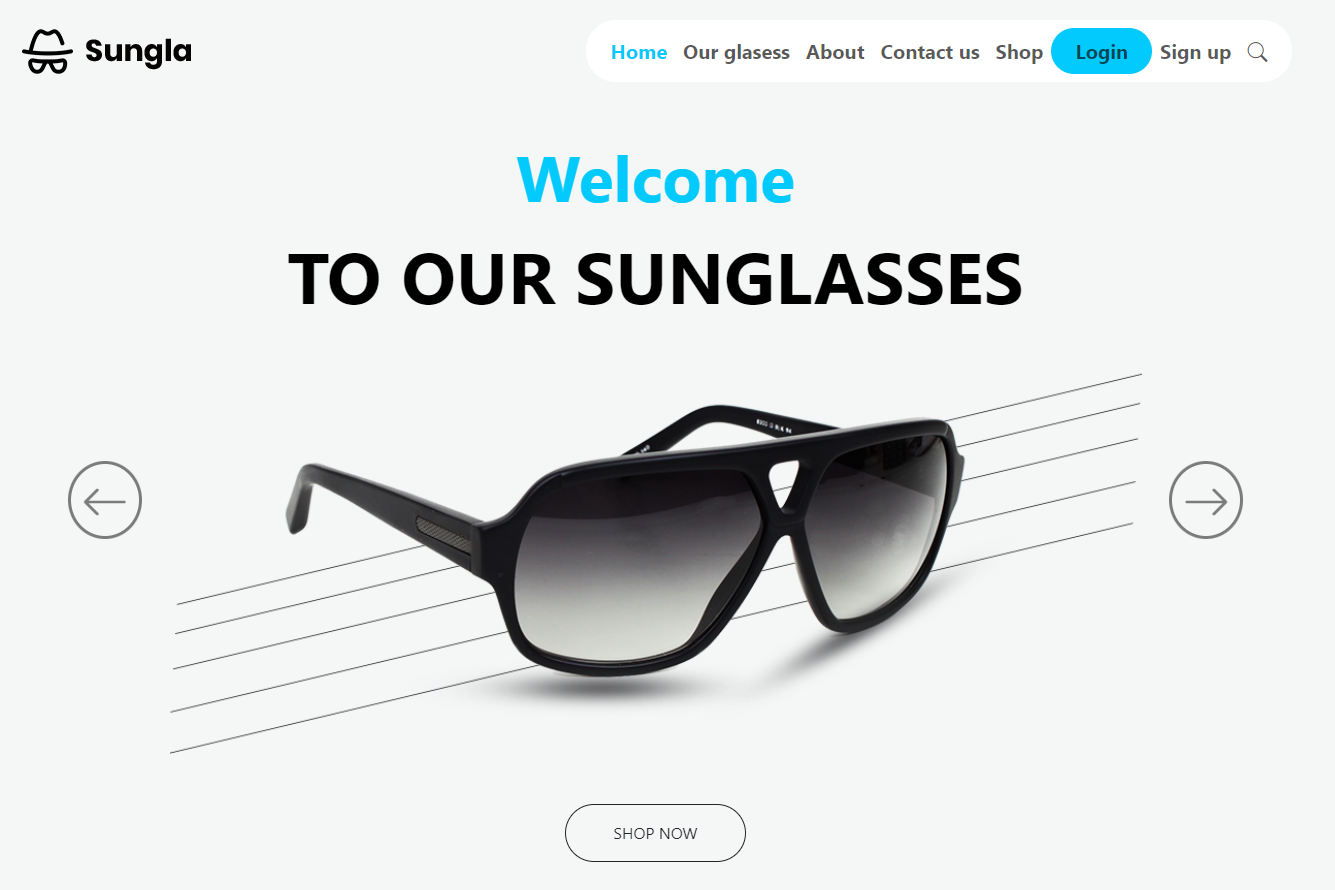 Sungla
Home Our glasess About Contact us Shop Login Sign up
Welcome
TO OUR SUNGLASSES
SHOP NOW